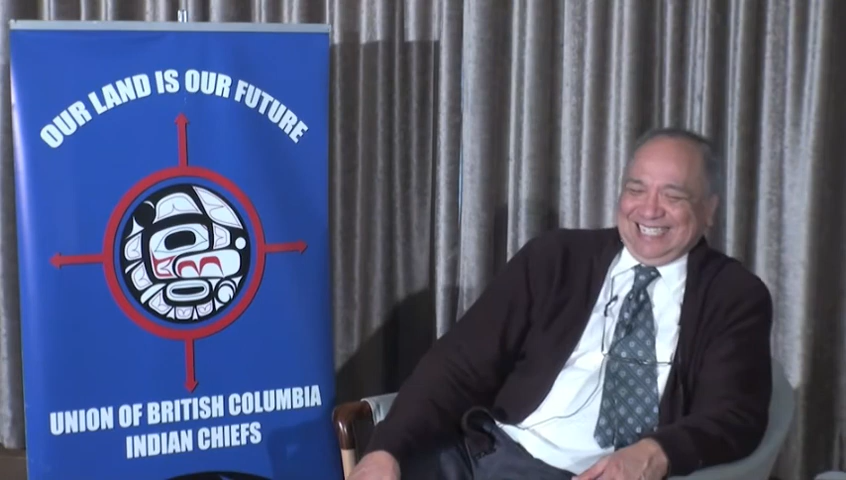 OUR LAND IS OUR FUTURE
UNION OF BRITISH COLUMBIA
INDIAN CHIEFS